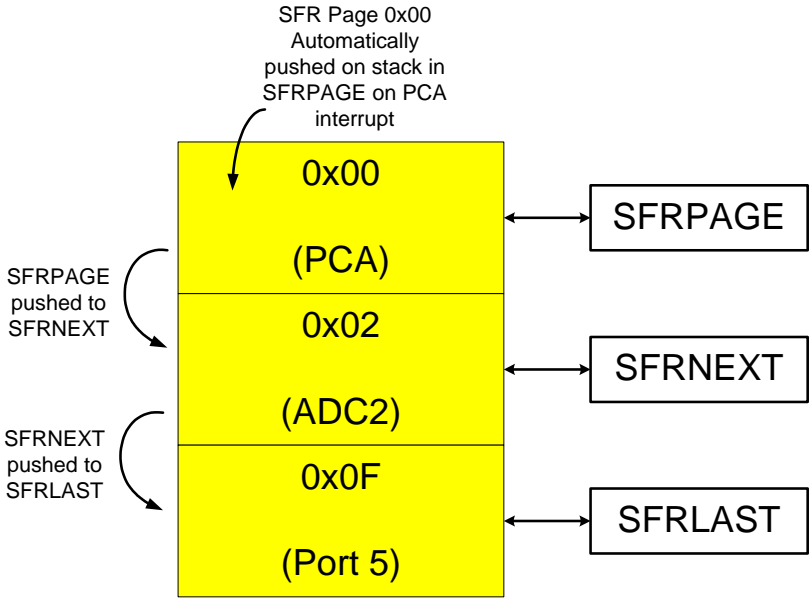 SFR Page 0x00
Automatically
pushed on stack in
SFRPAGE on PCA
interrupt
0x00
(PCA)
SFRPAGE
SFRPAGE
pushed to
SFRNEXT
0x02
(ADC2)
SFRNEXT
SFRNEXT
pushed to
SFRLAST
0x0F
(Port 5)
SFRLAST